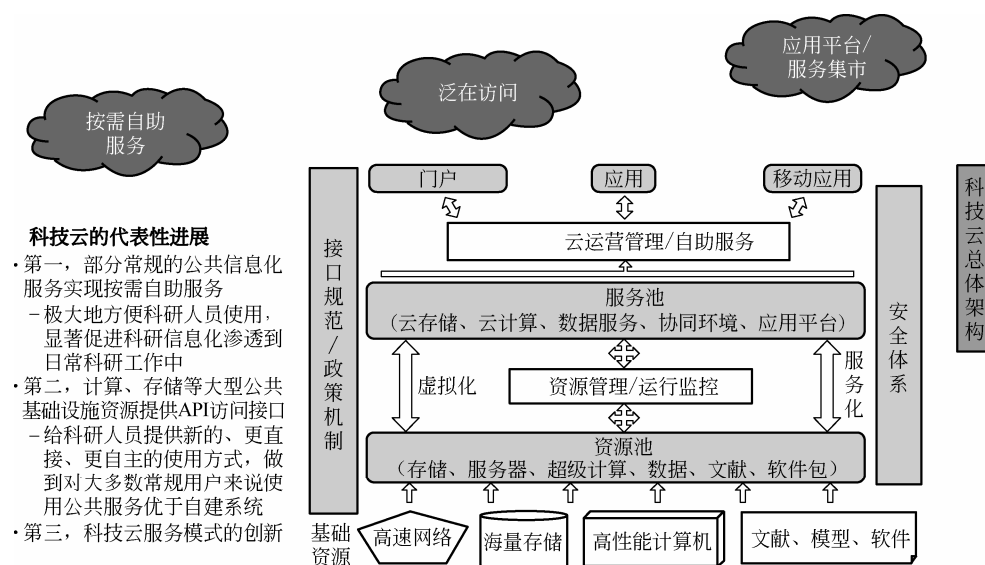 应用平台/
服务集市
泛在访问
按需自助
服务
科技云的代表性进展
·第一，部分常规的公共信息化
服务实现按需自助服务
–极大地方便科研人员使用，
显著促进科研信息化渗透到
日常科研工作中
·第二，计算、存储等大型公共
基础设施资源提供API访问接口
–给科研人员提供新的、更直
接、更自主的使用方式，做
到对大多数常规用户来说使
用公共服务优于自建系统
·第三，科技云服务模式的创新
接口规范/政策机制
门户
应用
移动应用
云运营管理/自助服务
服务池
（云存储、云计算、数据服务、协同环境、应用平台）
虚拟化
资源管理/运行监控
服务化
资源池
（存储、服务器、超级计算、数据、文献、软件包）
基础
资源
高速网络
海量存储
高性能计算机
文献、模型、软件
安全体系
科技云总体架构